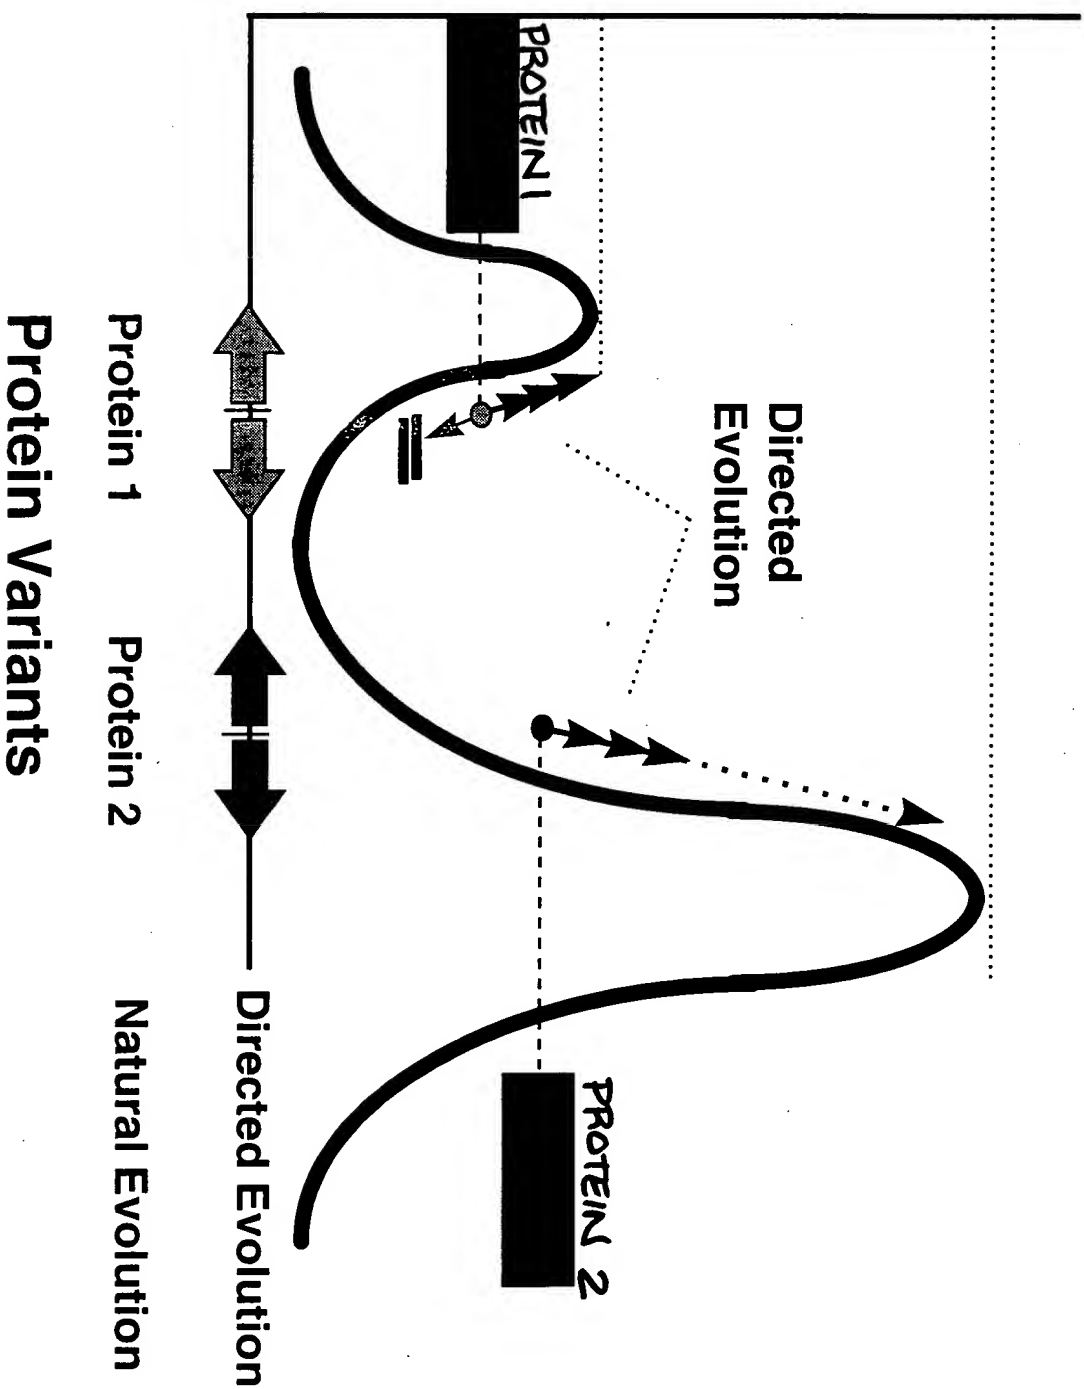 Directed
Evolution
PROTEIN 1
PROTEIN 2
Directed Evolution
Protein 1
Protein 2
Natural Evolution
Protein Variants